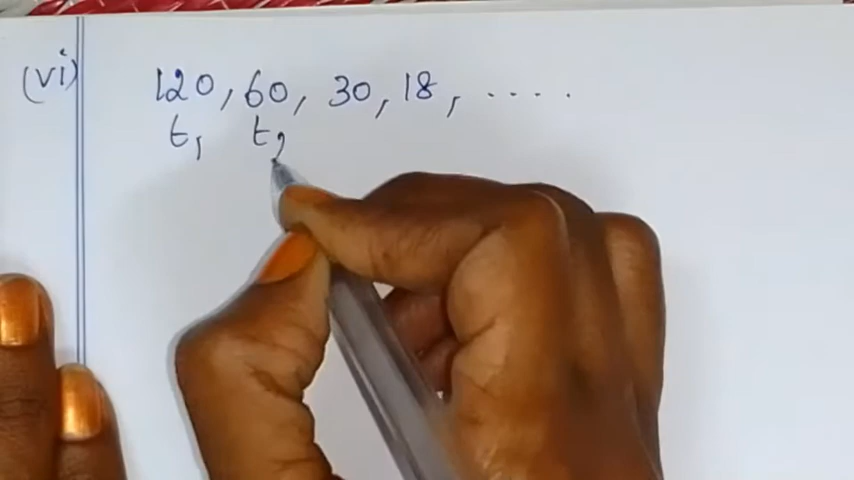 (vi) 120, 60, 30, 18, .....
t₁ t₂